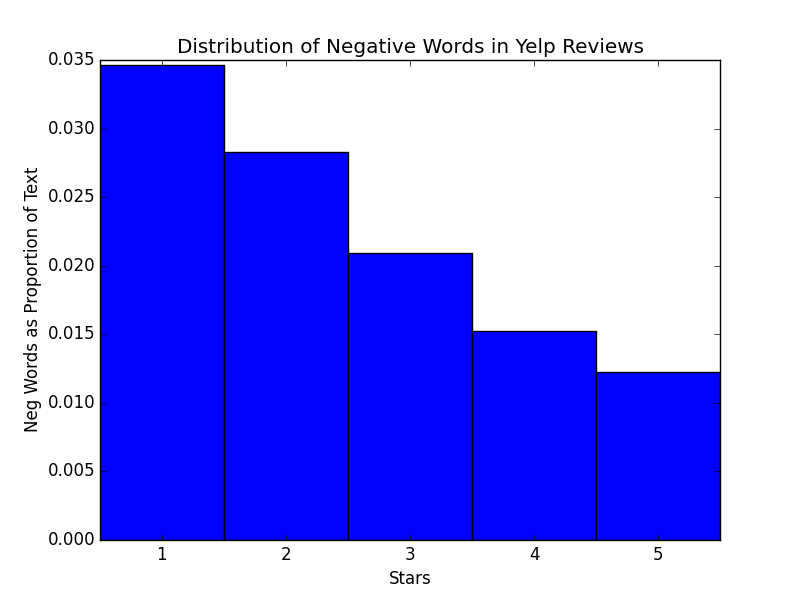 Distribution of Negative Words in Yelp Reviews
0.035
0.030
0.025
0.020
0.015
0.010
0.005
0.000
Neg Words as Proportion of Text
1 2 3 4 5
Stars